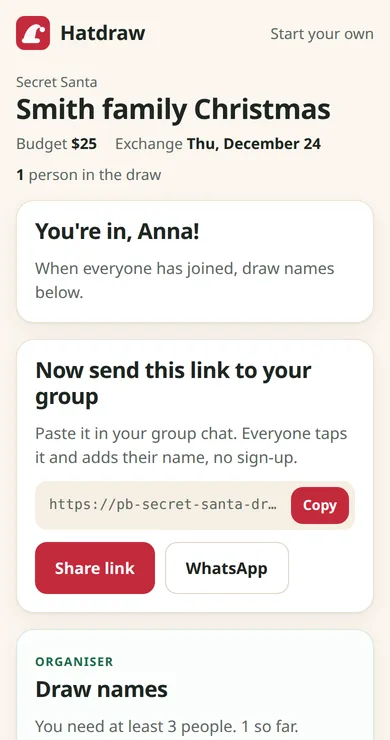 Hatdraw
Start your own
Secret Santa
Smith family Christmas
Budget $25 Exchange Thu, December 24
1 person in the draw
You're in, Anna!
When everyone has joined, draw names
below.
Now send this link to your
group
Paste it in your group chat. Everyone taps
it and adds their name, no sign-up.
https://pb-secret-santa-dr…
Copy
Share link
WhatsApp
ORGANISER
Draw names
You need at least 3 people. 1 so far.